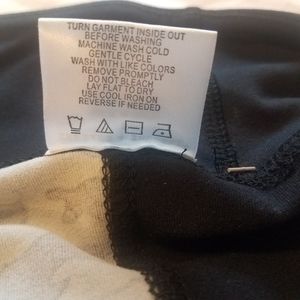 TURN GARMENT INSIDE OUT
BEFORE WASHING
MACHINE WASH COLD
GENTLE CYCLE
WASH WITH LIKE COLORS
REMOVE PROMPTLY
DO NOT BLEACH
LAY FLAT TO DRY
USE COOL IRON ON
REVERSE IF NEEDED